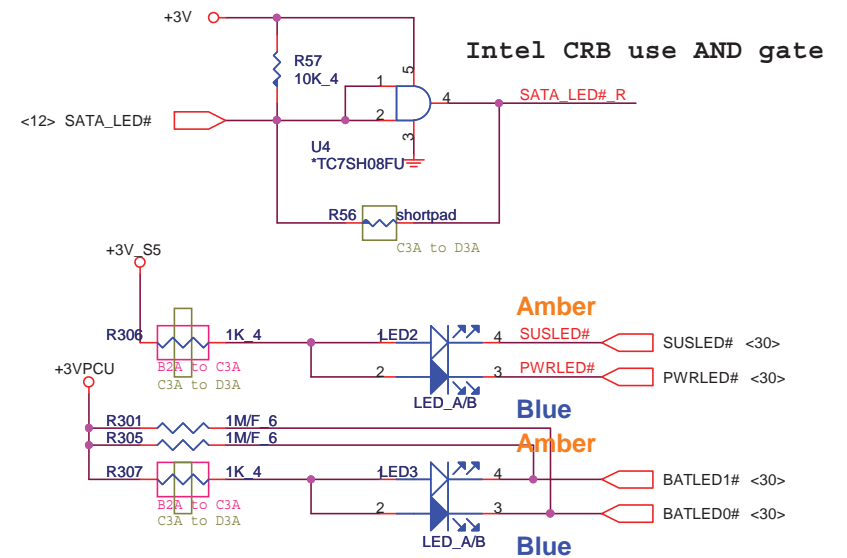 +3V
Intel CRB use AND gate
R57
10K_4
5
1
4
SATA_LED#_R
<12> SATA_LED#
2
3
U4
*TC7SH08FU
R56
shortpad
C3A to D3A
+3V_S5
Amber
R306
1K_4
1
LED2
4
SUSLED#
SUSLED# <30>
B2A to C3A
C3A to D3A
+3VPCU
2
3
PWRLED#
PWRLED# <30>
LED_A/B
Blue
R301
1M/F_6
R305
1M/F_6
Amber
R307
1K_4
1
LED3
4
BATLED1# <30>
B2A to C3A
C3A to D3A
2
3
BATLED0# <30>
LED_A/B
Blue